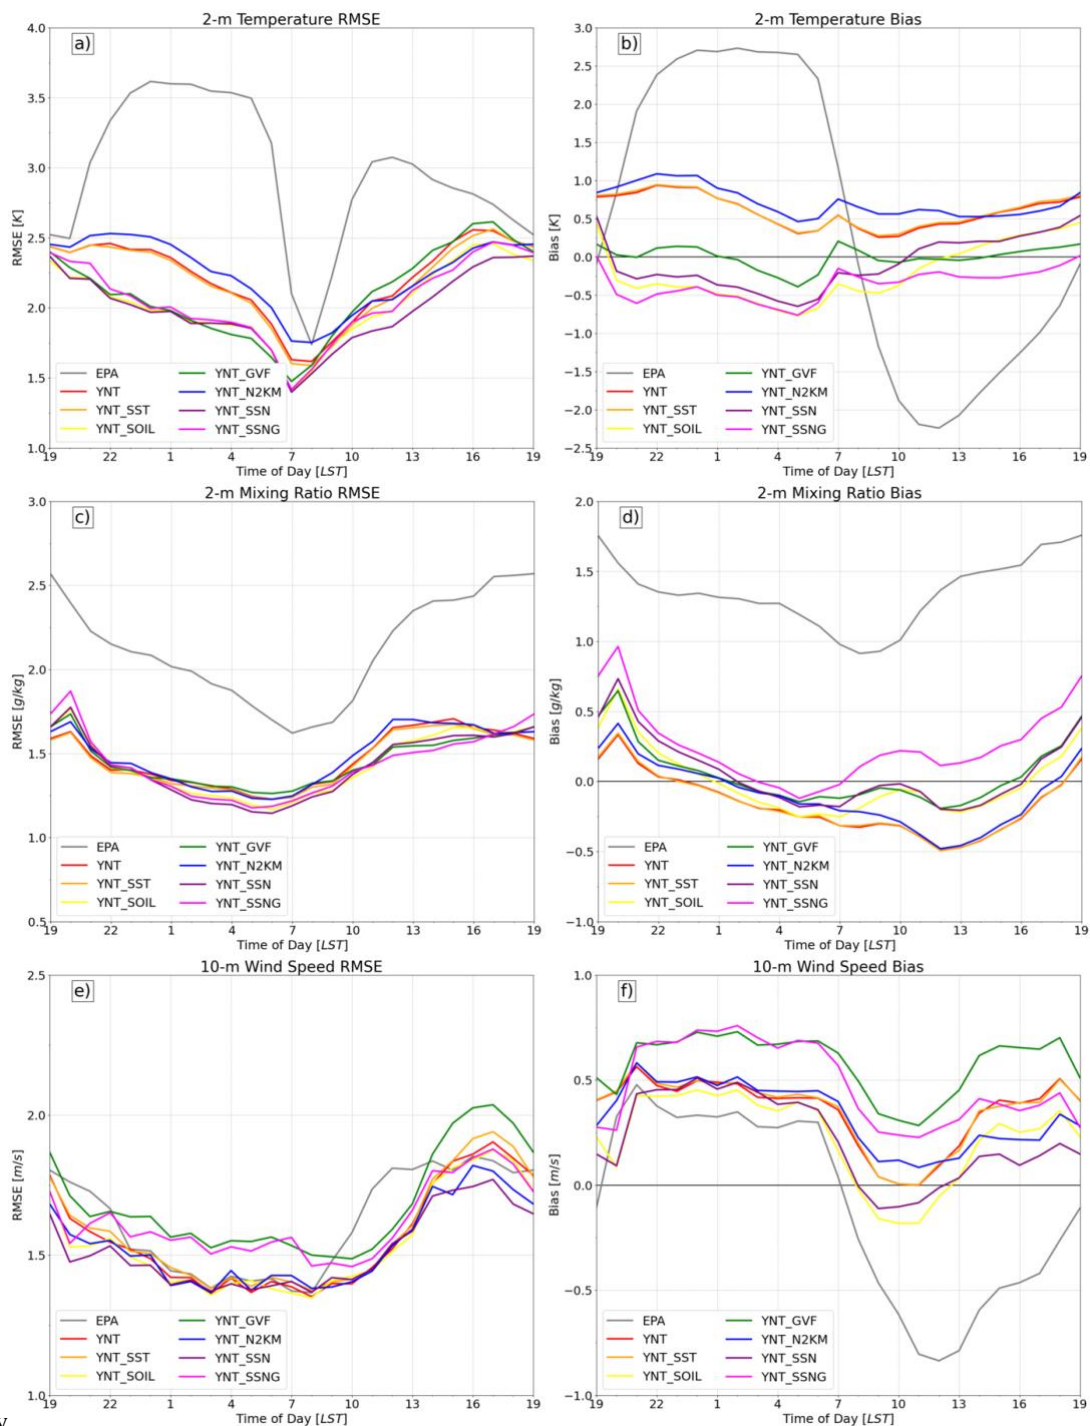 2-m Temperature RMSE
a)
4.0
3.5
3.0
2.5
2.0
1.5
1.0
RMSE [K]
EPA
YNT
YNT_SST
YNT_SOIL
YNT_GVF
YNT_N2KM
YNT_SSN
YNT_SSNG
19 22 1 4 7 10 13 16 19
Time of Day [LST]
2-m Temperature Bias
b)
3.0
2.5
2.0
1.5
1.0
0.5
0.0
−0.5
−1.0
−1.5
−2.0
−2.5
Bias [K]
EPA
YNT
YNT_SST
YNT_SOIL
YNT_GVF
YNT_N2KM
YNT_SSN
YNT_SSNG
19 22 1 4 7 10 13 16 19
Time of Day [LST]
2-m Mixing Ratio RMSE
c)
3.0
2.5
2.0
1.5
1.0
0.5
RMSE [g/kg]
EPA
YNT
YNT_SST
YNT_SOIL
YNT_GVF
YNT_N2KM
YNT_SSN
YNT_SSNG
19 22 1 4 7 10 13 16 19
Time of Day [LST]
2-m Mixing Ratio Bias
d)
2.0
1.5
1.0
0.5
0.0
−0.5
−1.0
Bias [g/kg]
EPA
YNT
YNT_SST
YNT_SOIL
YNT_GVF
YNT_N2KM
YNT_SSN
YNT_SSNG
19 22 1 4 7 10 13 16 19
Time of Day [LST]
10-m Wind Speed RMSE
e)
2.5
2.0
1.5
1.0
RMSE [m/s]
EPA
YNT
YNT_SST
YNT_SOIL
YNT_GVF
YNT_N2KM
YNT_SSN
YNT_SSNG
19 22 1 4 7 10 13 16 19
Time of Day [LST]
10-m Wind Speed Bias
f)
1.0
0.5
0.0
−0.5
−1.0
Bias [m/s]
EPA
YNT
YNT_SST
YNT_SOIL
YNT_GVF
YNT_N2KM
YNT_SSN
YNT_SSNG
19 22 1 4 7 10 13 16 19
Time of Day [LST]